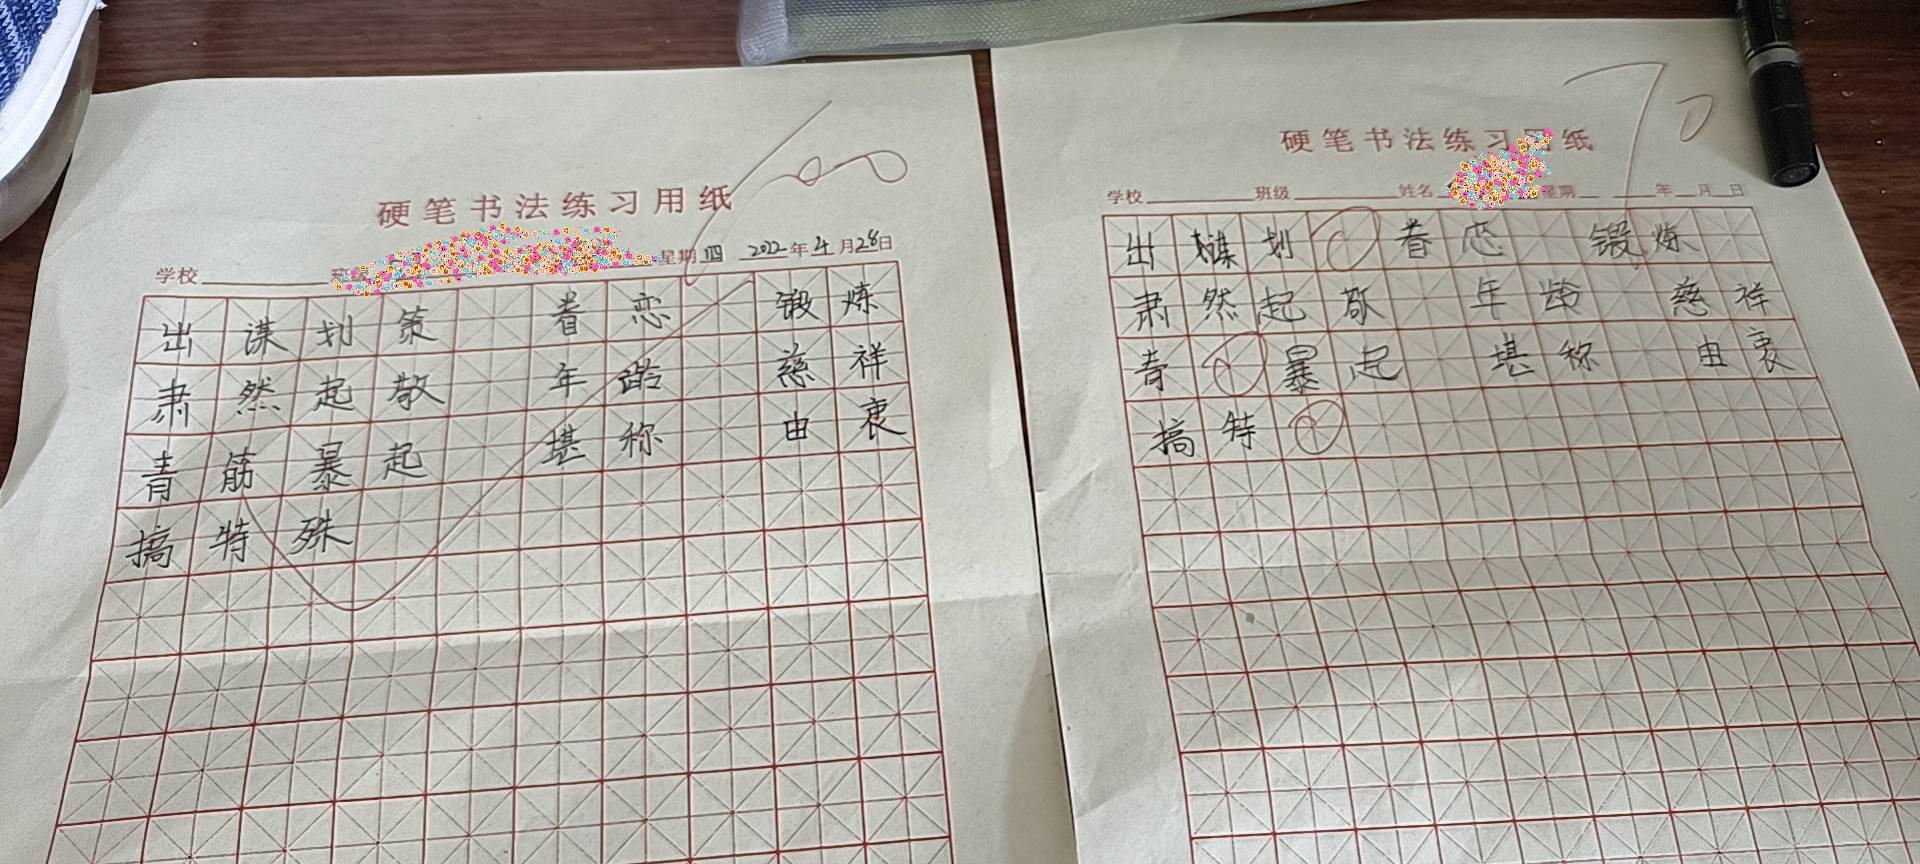 100
硬笔书法练习用纸
学校 班级 星期四 2022年4月28日
出谋划策 眷恋 锻炼
肃然起敬 年龄 慈祥
青筋暴起 堪称 由衷
搞特殊
70
硬笔书法练习用纸
学校 班级 姓名 星期 年 月 日
出谋划 眷恋 锻炼
肃然起敬 年龄 慈祥
青 暴起 堪称 由衷
搞特